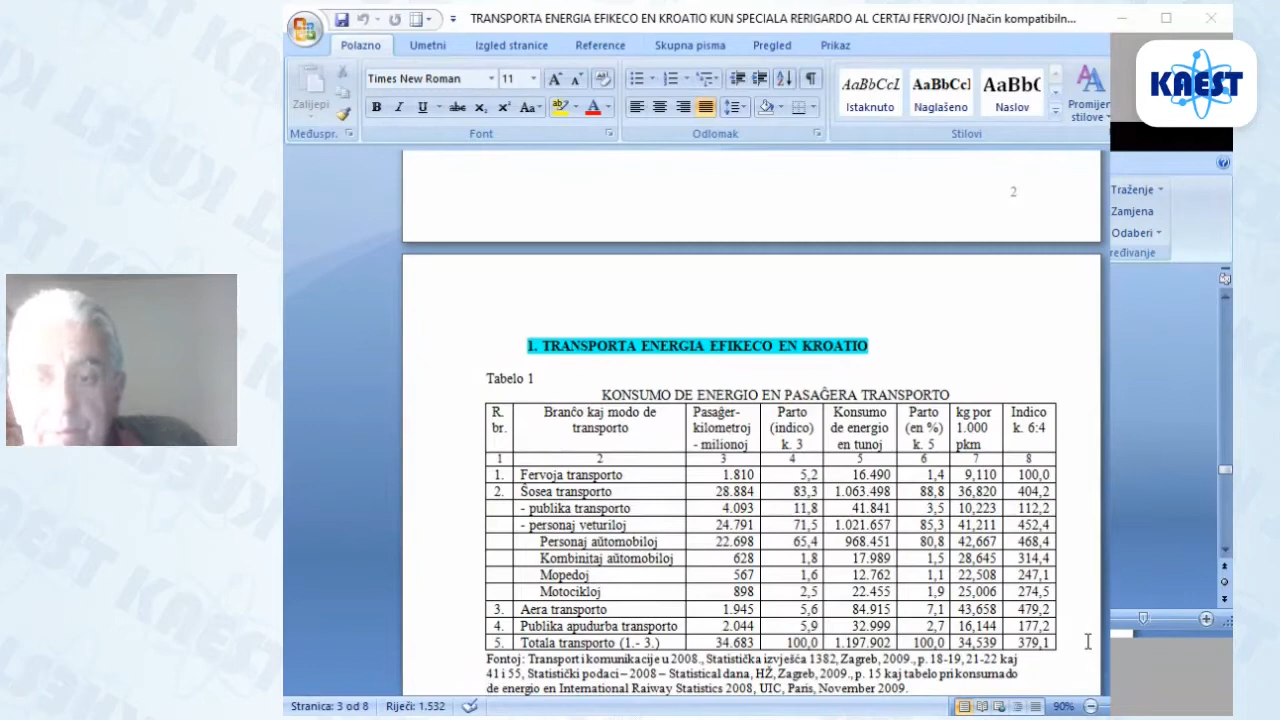 TRANSPORTA ENERGIA EFIKECO EN KROATIO KUN SPECIALA RERIGARDO AL CERTAJ FERVOJOJ [Način kompatibiln...
Polazno Umetni Izgled stranice Reference Skupna pisma Pregled Prikaz
KAEST
Times New Roman 11
AaBbCcI AaBbCcI AaBbC
Zalijepi
Istaknuto Naglašeno Naslov
Promijeni stilove
Međuspr. Font Odlomak Stilovi
Traženje
Zamjena
Odaberi
ređivanje
2
1. TRANSPORTA ENERGIA EFIKECO EN KROATIO
Tabelo 1
KONSUMO DE ENERGIO EN PASAĜERA TRANSPORTO
R. Branĉo kaj modo de Pasaĝer- Parto Konsumo Parto kg por Indico
br. transporto kilometroj (indico) de energio (en %) 1.000 k. 6:4
- milionoj k. 3 en tunoj k. 5 pkm
1 2 3 4 5 6 7 8
1. Fervoja transporto 1.810 5,2 16.490 1,4 9,110 100,0
2. Ŝosea transporto 28.884 83,3 1.063.498 88,8 36,820 404,2
- publika transporto 4.093 11,8 41.841 3,5 10,223 112,2
- personaj veturiloj 24.791 71,5 1.021.657 85,3 41,211 452,4
Personaj aŭtomobiloj 22.698 65,4 968.451 80,8 42,667 468,4
Kombinitaj aŭtomobiloj 628 1,8 17.989 1,5 28,645 314,4
Mopedoj 567 1,6 12.762 1,1 22,508 247,1
Motocikloj 898 2,5 22.455 1,9 25,006 274,5
3. Aera transporto 1.945 5,6 84.915 7,1 43,658 479,2
4. Publika apudurba transporto 2.044 5,9 32.999 2,7 16,144 177,2
5. Totala transporto (1.- 3.) 34.683 100,0 1.197.902 100,0 34,539 379,1
Fontoj: Transport i komunikacije u 2008., Statistička izvješća 1382, Zagreb, 2009., p. 18-19, 21-22 kaj
41 i 55, Statistički podaci – 2008 – Statistical dana, HŽ, Zagreb, 2009., p. 15 kaj tabelo pri konsumado
de energio en International Raiway Statistics 2008, UIC, Paris, November 2009.
Stranica: 3 od 8 Riječi: 1.532 90%